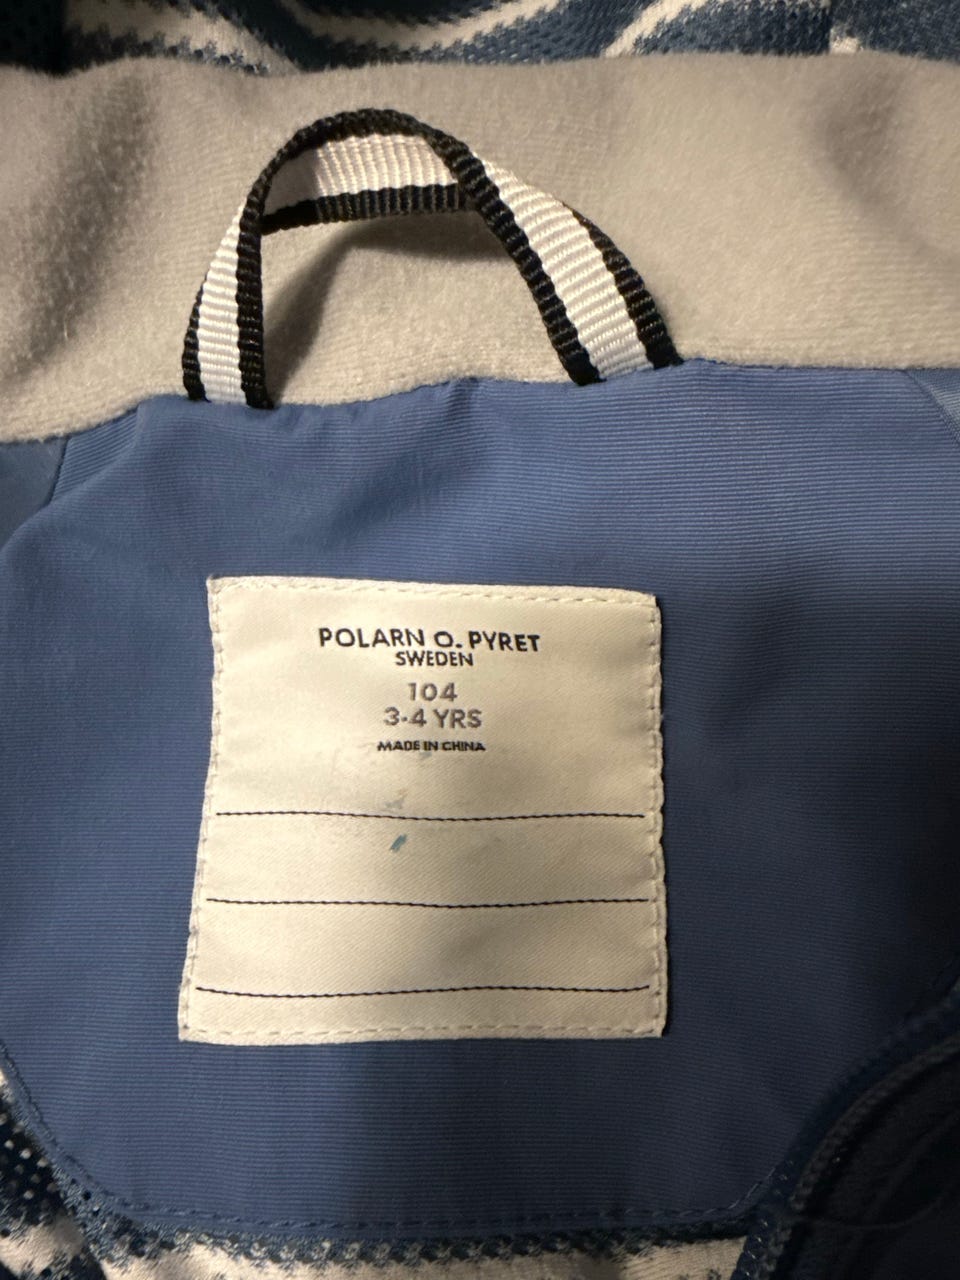 POLARN O. PYRET
SWEDEN
104
3-4 YRS
MADE IN CHINA